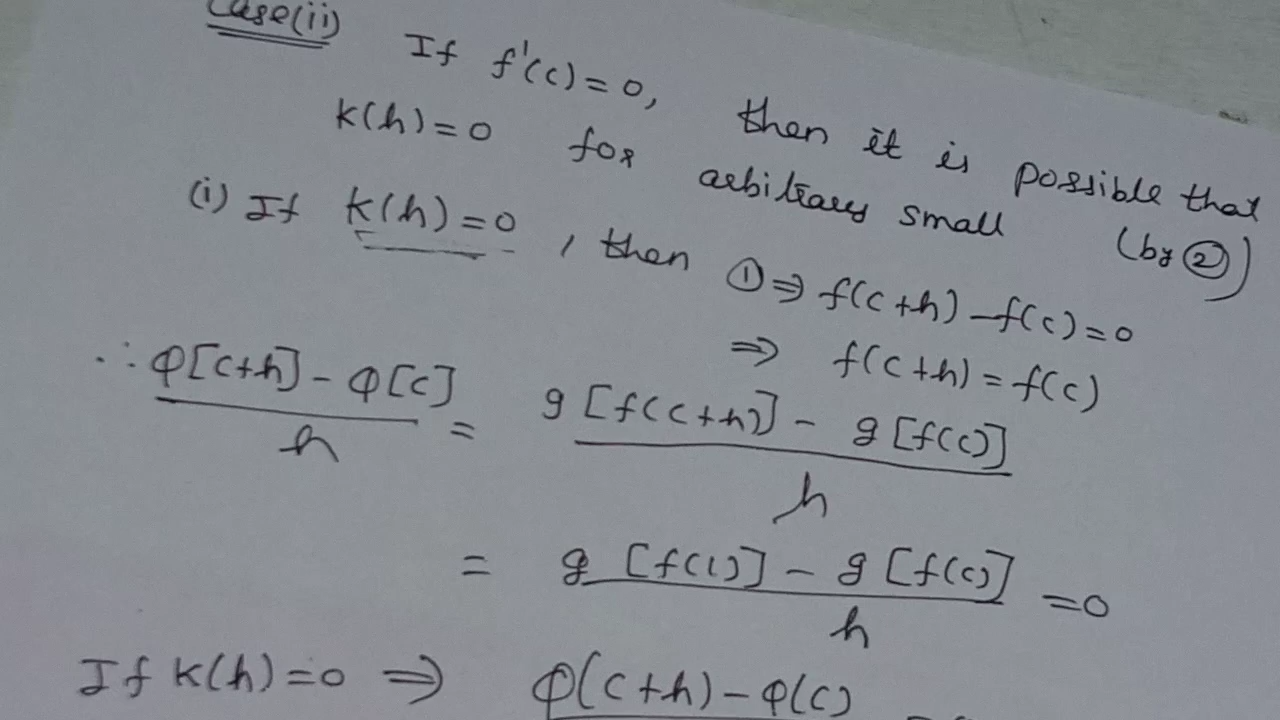 Case(ii) If f'(c) = 0, then it is possible that
k(h) = 0 for arbitrary small (by ②)
(i) If k(h) = 0, then ① ⇒ f(c+h) - f(c) = 0
⇒ f(c+h) = f(c)
∴ φ[c+h] - φ[c] / h = g[f(c+h)] - g[f(c)] / h
= g[f(c)] - g[f(c)] / h = 0
If k(h) = 0 ⇒ φ(c+h) - φ(c)